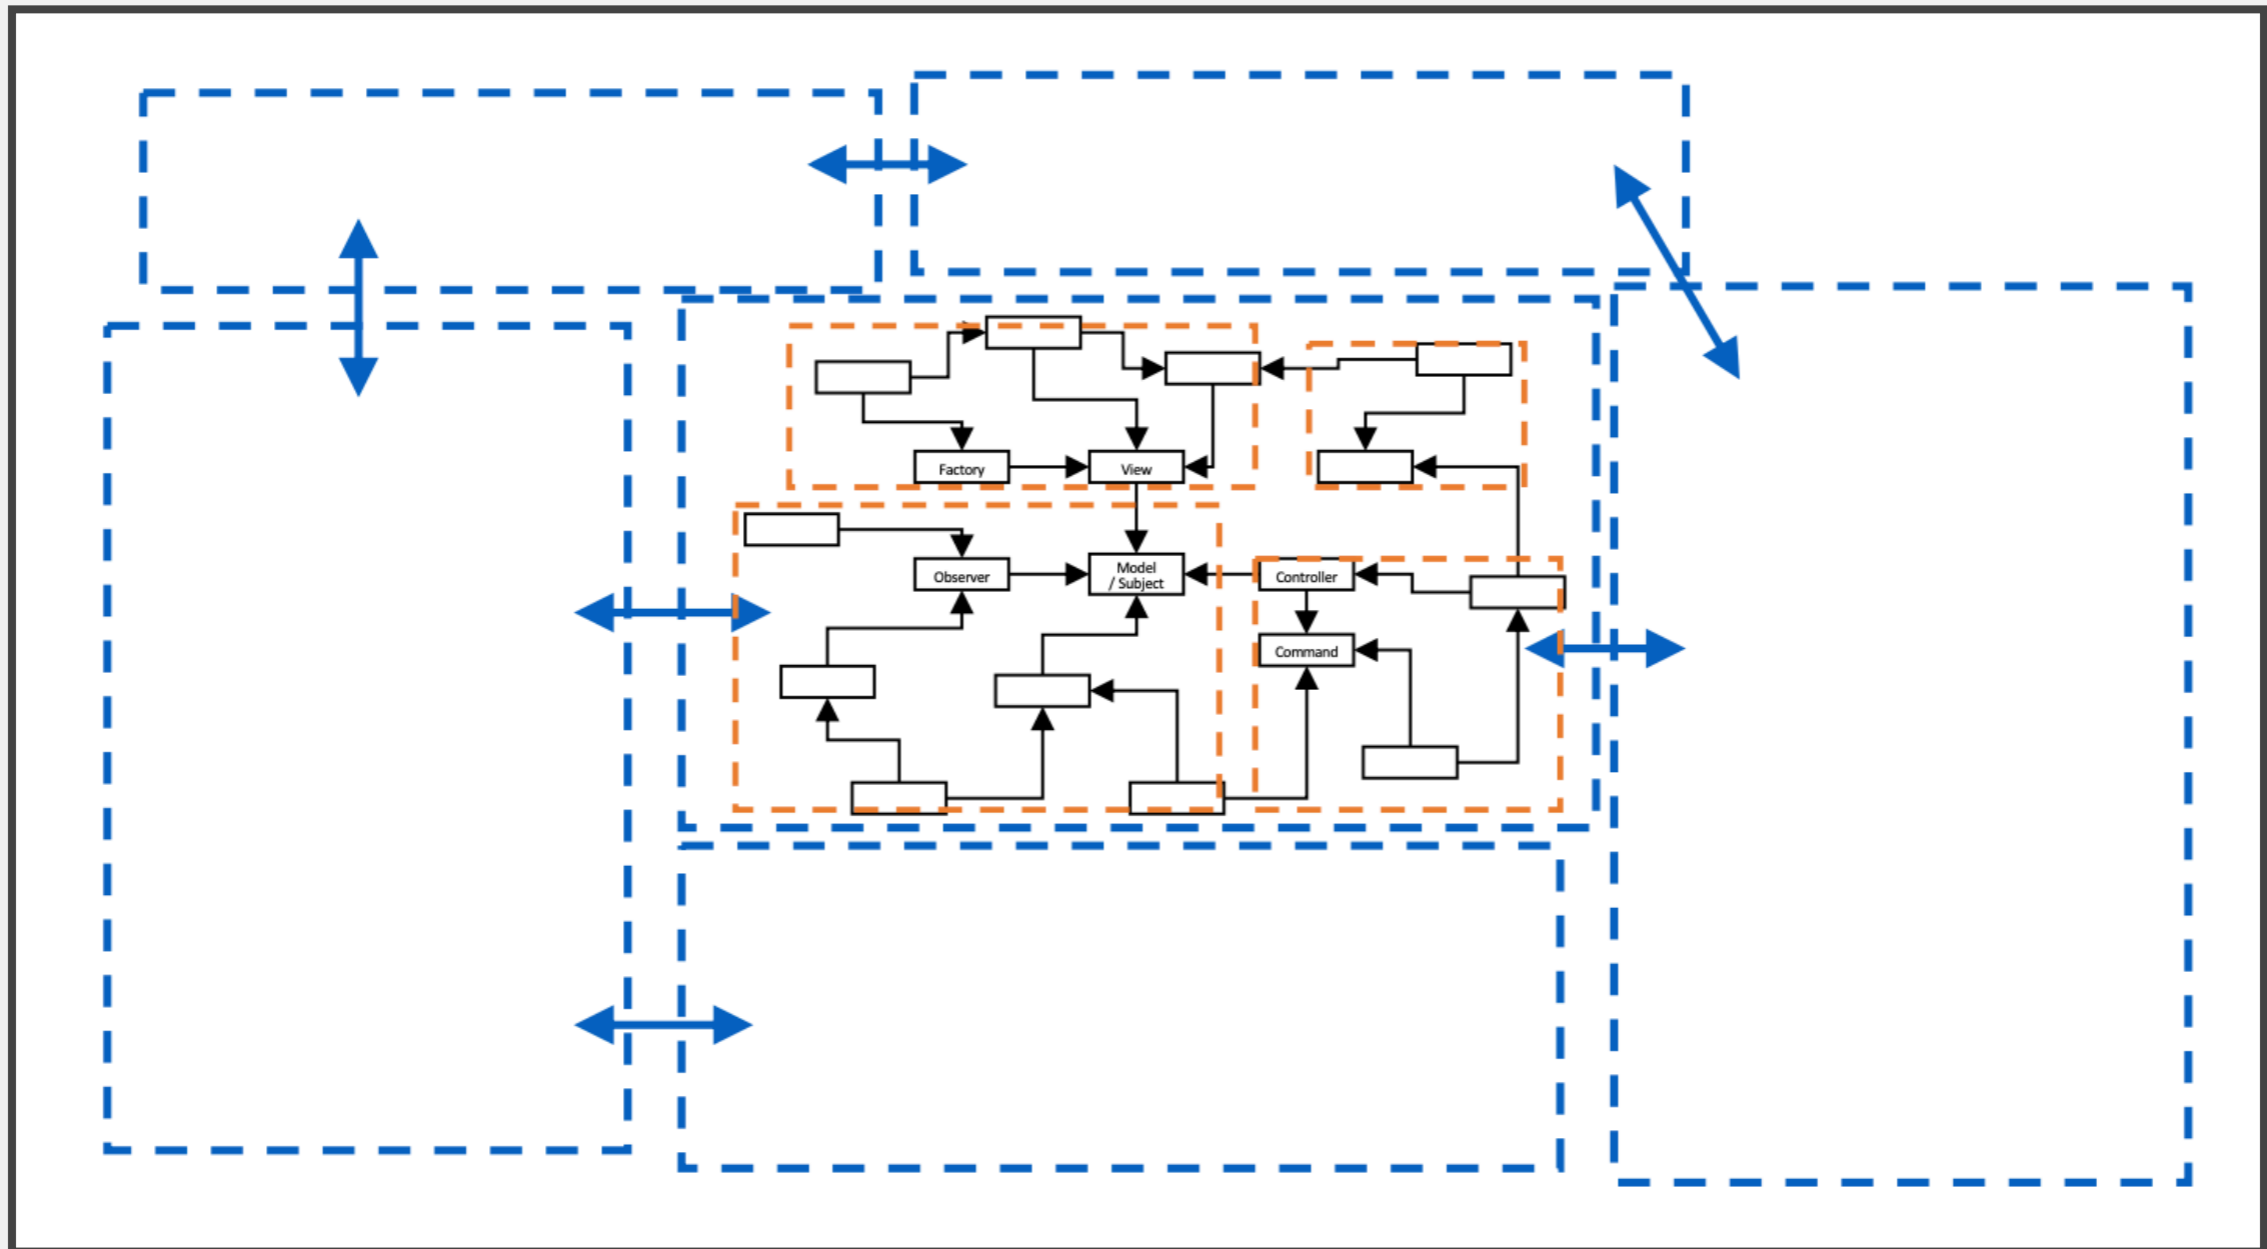 Factory
View
Observer
Model
/ Subject
Controller
Command